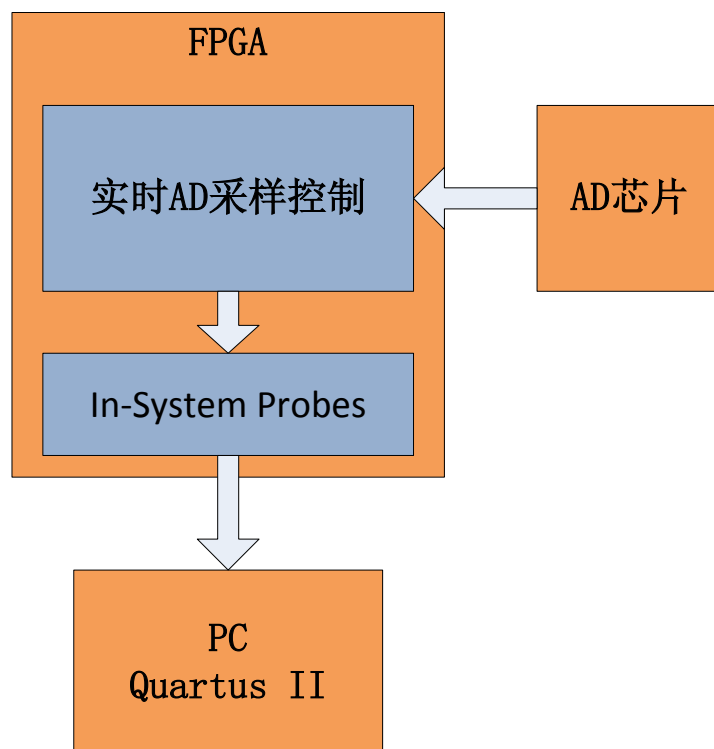 FPGA
实时AD采样控制
AD芯片
In-System Probes
PC
Quartus II